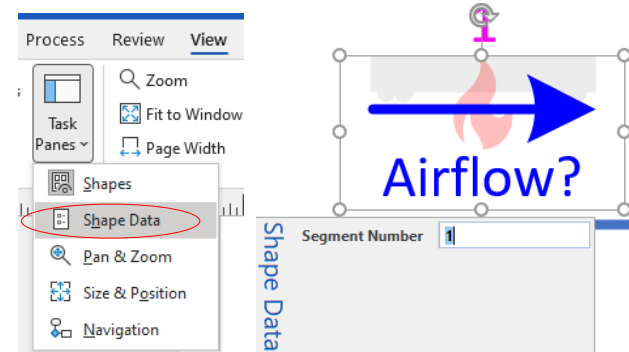 Process Review View
Task
Panes
Zoom
Fit to Window
Page Width
Shapes
Shape Data
Pan & Zoom
Size & Position
Navigation
1
Airflow?
Shape Data
Segment Number 1